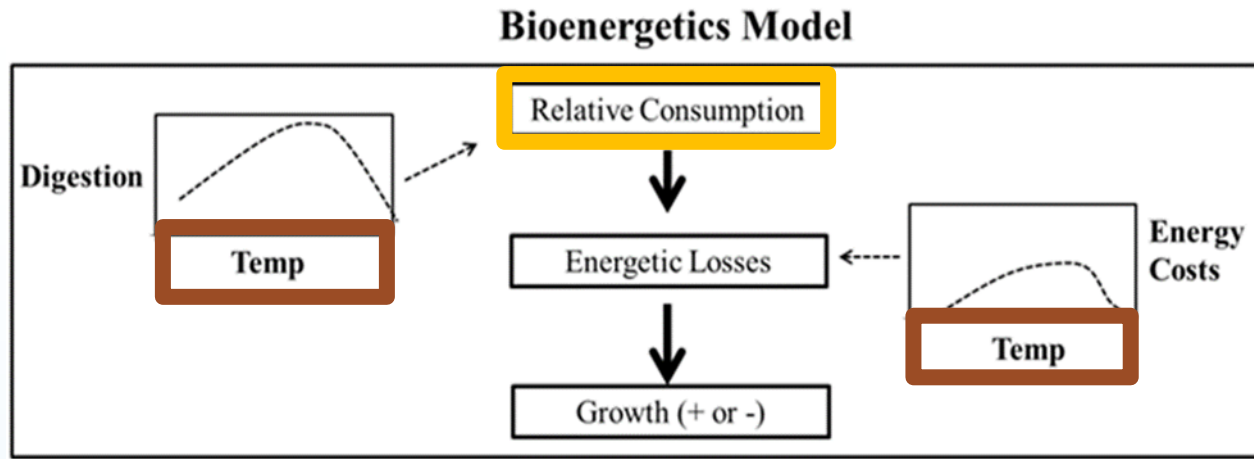 Bioenergetics Model
Relative Consumption
Digestion
Temp
Energetic Losses
Energy
Costs
Temp
Growth (+ or -)